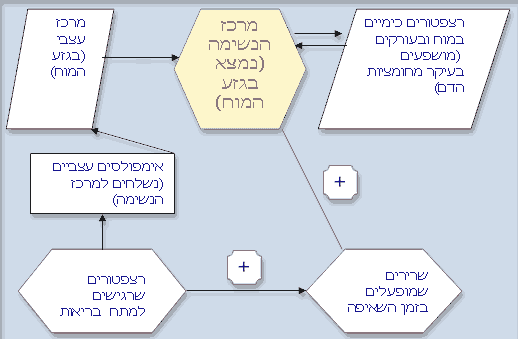 רצפטורים כימיים
במוח ובעורקים
(מושפעים
בעיקר מחומציות
הדם)
מרכז
הנשימה
(נמצא
בגזע
המוח)
מרכז
עצבי
(בגזע
המוח)
אימפולסים עצביים
(נשלחים למרכז
הנשימה)
+
+
שרירים
שמופעלים
בזמן השאיפה
רצפטורים
שרגישים
למתח בריאות